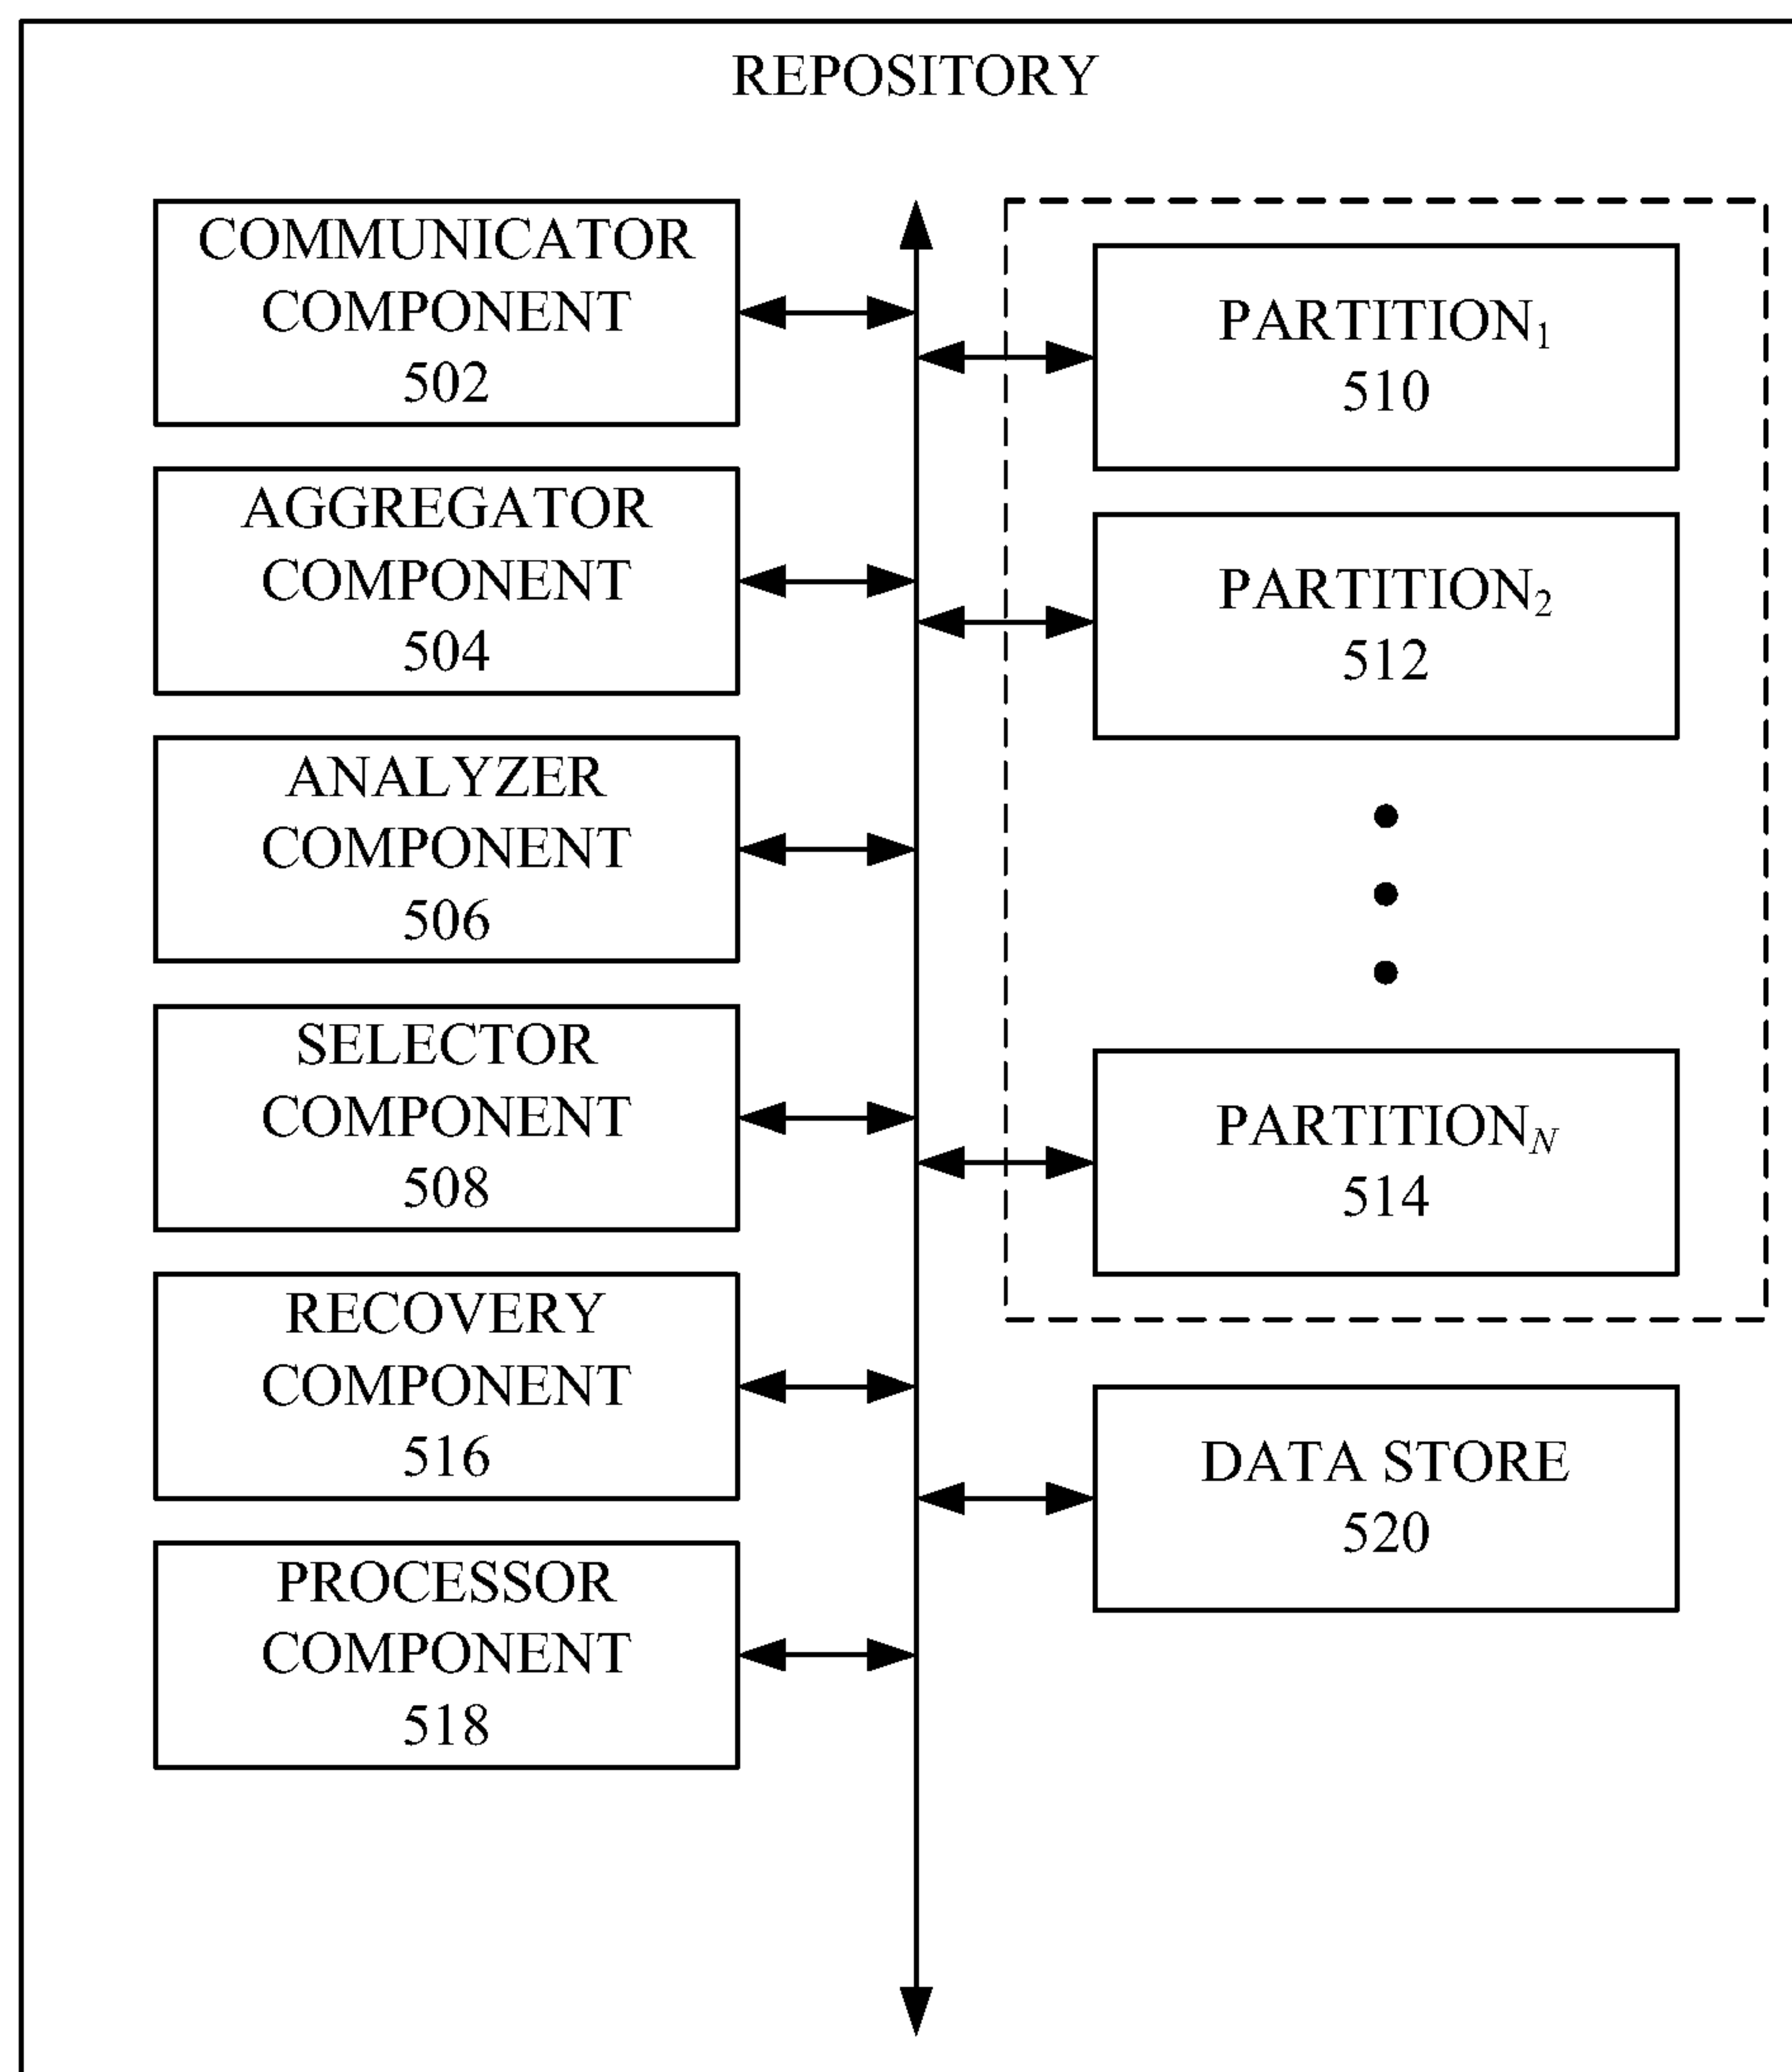 REPOSITORY
COMMUNICATOR
COMPONENT
502
AGGREGATOR
COMPONENT
504
ANALYZER
COMPONENT
506
SELECTOR
COMPONENT
508
RECOVERY
COMPONENT
516
PROCESSOR
COMPONENT
518
PARTITION₁
510
PARTITION₂
512
PARTITION_N
514
DATA STORE
520